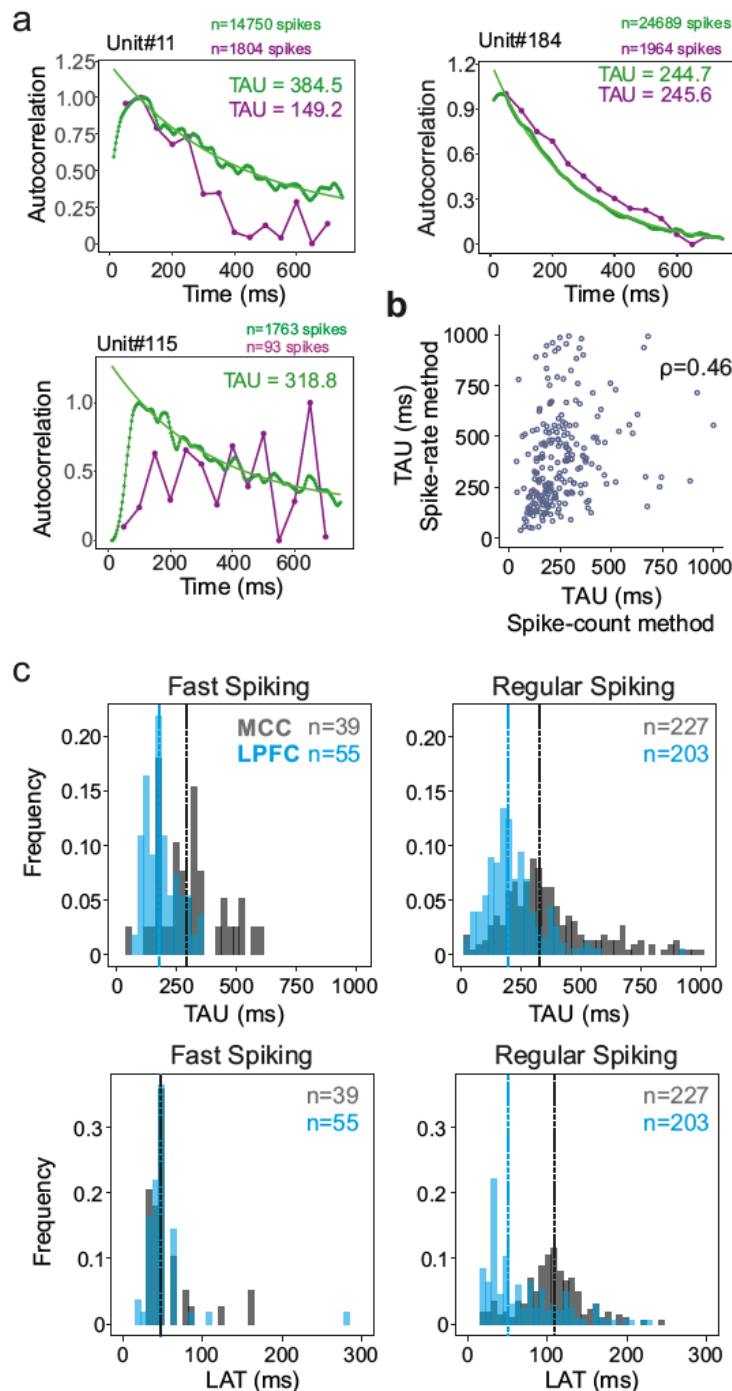 a
Unit#11
n=14750 spikes
n=1804 spikes
TAU = 384.5
TAU = 149.2
Autocorrelation
1.25
1.00
0.75
0.50
0.25
0
0 200 400 600
Time (ms)
Unit#184
n=24689 spikes
n=1964 spikes
TAU = 244.7
TAU = 245.6
Autocorrelation
1.2
0.9
0.6
0.3
0
0 200 400 600
Time (ms)
Unit#115
n=1763 spikes
n=93 spikes
TAU = 318.8
Autocorrelation
1.0
0.5
0
0 200 400 600
Time (ms)
b
ρ=0.46
TAU (ms)
Spike-rate method
1000
750
500
250
0
0 250 500 750 1000
TAU (ms)
Spike-count method
c
Fast Spiking
MCC n=39
LPFC n=55
Frequency
0.20
0.15
0.10
0.05
0
0 250 500 1000
TAU (ms)
Regular Spiking
n=227
n=203
0.20
0.15
0.10
0.05
0
0 250 500 750 1000
TAU (ms)
Fast Spiking
n=39
n=55
Frequency
0.3
0.2
0.1
0
0 100 200 300
LAT (ms)
Regular Spiking
n=227
n=203
0.3
0.2
0.1
0
0 100 200 300
LAT (ms)